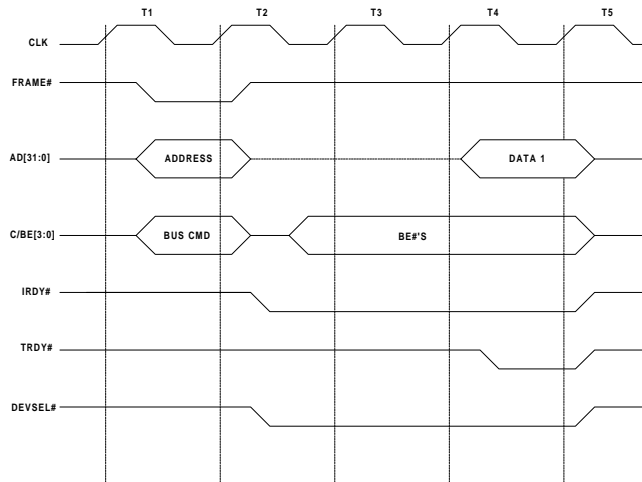 T1 T2 T3 T4 T5
CLK
FRAME#
AD[31:0] ADDRESS DATA 1
C/BE[3:0] BUS CMD BE#'S
IRDY#
TRDY#
DEVSEL#